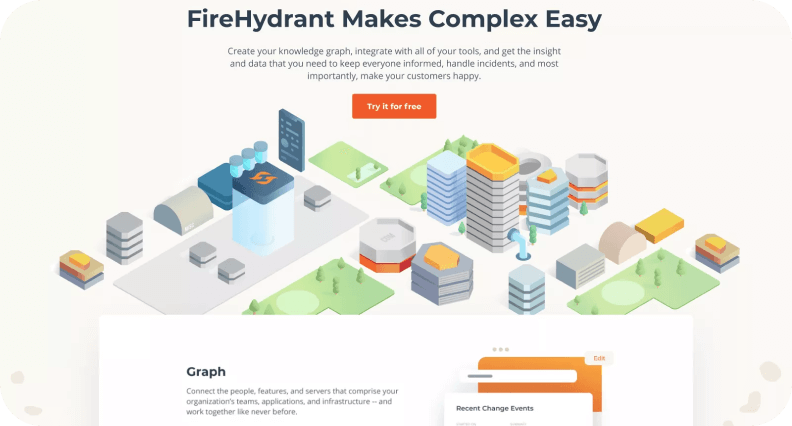 FireHydrant Makes Complex Easy
Create your knowledge graph, integrate with all of your tools, and get the insight
and data that you need to keep everyone informed, handle incidents, and most
importantly, make your customers happy.
Try it for free
Graph
Connect the people, features, and servers that comprise your
organization's teams, applications, and infrastructure -- and
work together like never before.
Edit
Recent Change Events